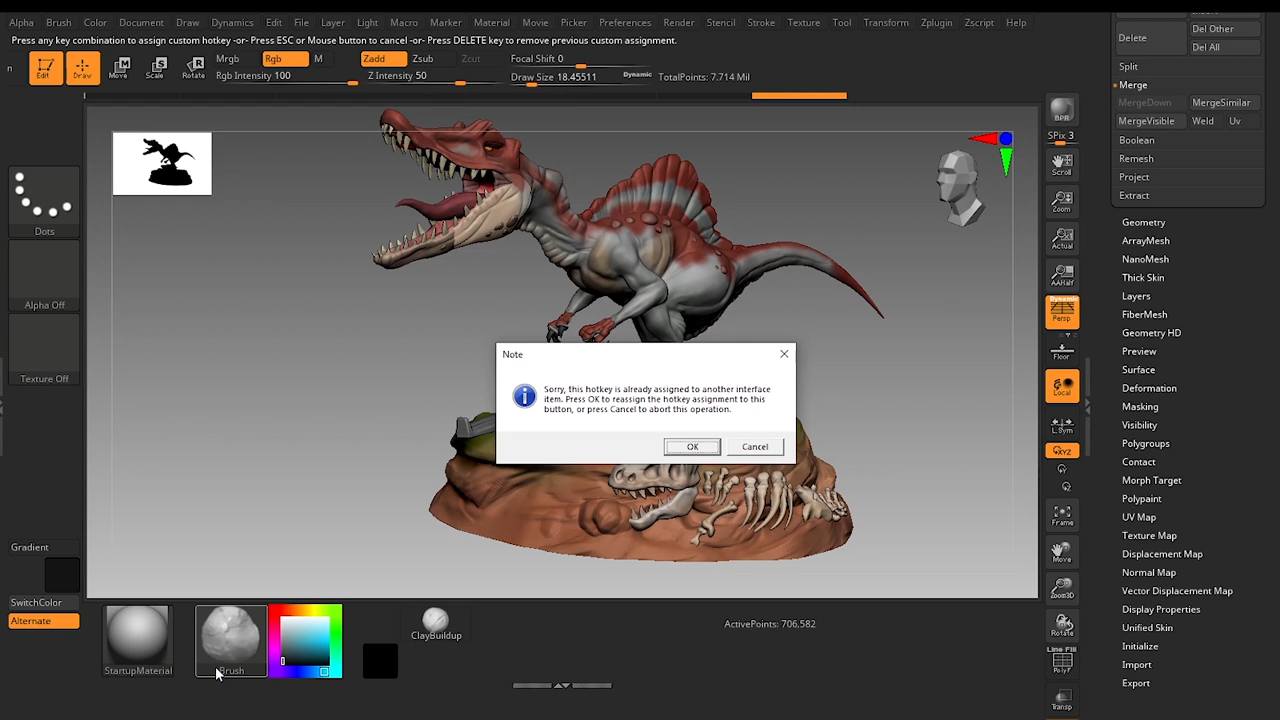 Alpha Brush Color Document Draw Dynamics Edit File Layer Light Macro Marker Material Movie Picker Preferences Render Stencil Stroke Texture Tool Transform Zplugin Zscript Help
Press any key combination to assign custom hotkey -or- Press ESC or Mouse button to cancel -or- Press DELETE key to remove previous custom assignment.
n
Edit
Draw
Move
Scale
Rotate
Mrgb Rgb M
Rgb Intensity 100
Zadd Zsub Zcut
Z Intensity 50
Focal Shift 0
Draw Size 18.45511
Dynamic
TotalPoints: 7.714 Mil
Dots
Alpha Off
Texture Off
Gradient
SwitchColor
Alternate
StartupMaterial
Brush
ClayBuildup
ActivePoints: 706,582
Note
Sorry, this hotkey is already assigned to another interface
item. Press OK to reassign the hotkey assignment to this
button, or press Cancel to abort this operation.
OK
Cancel
BPR
SPix 3
Scroll
Zoom
Actual
AAHalf
Dynamic
Persp
Floor
Local
L.Sym
XYZ
Y
Z
Frame
Move
Zoom3D
Rotate
Line Fill
PolyF
Transp
Delete
Del Other
Del All
Split
Merge
MergeDown MergeSimilar
MergeVisible Weld Uv
Boolean
Remesh
Project
Extract
Geometry
ArrayMesh
NanoMesh
Thick Skin
Layers
FiberMesh
Geometry HD
Preview
Surface
Deformation
Masking
Visibility
Polygroups
Contact
Morph Target
Polypaint
UV Map
Texture Map
Displacement Map
Normal Map
Vector Displacement Map
Display Properties
Unified Skin
Initialize
Import
Export